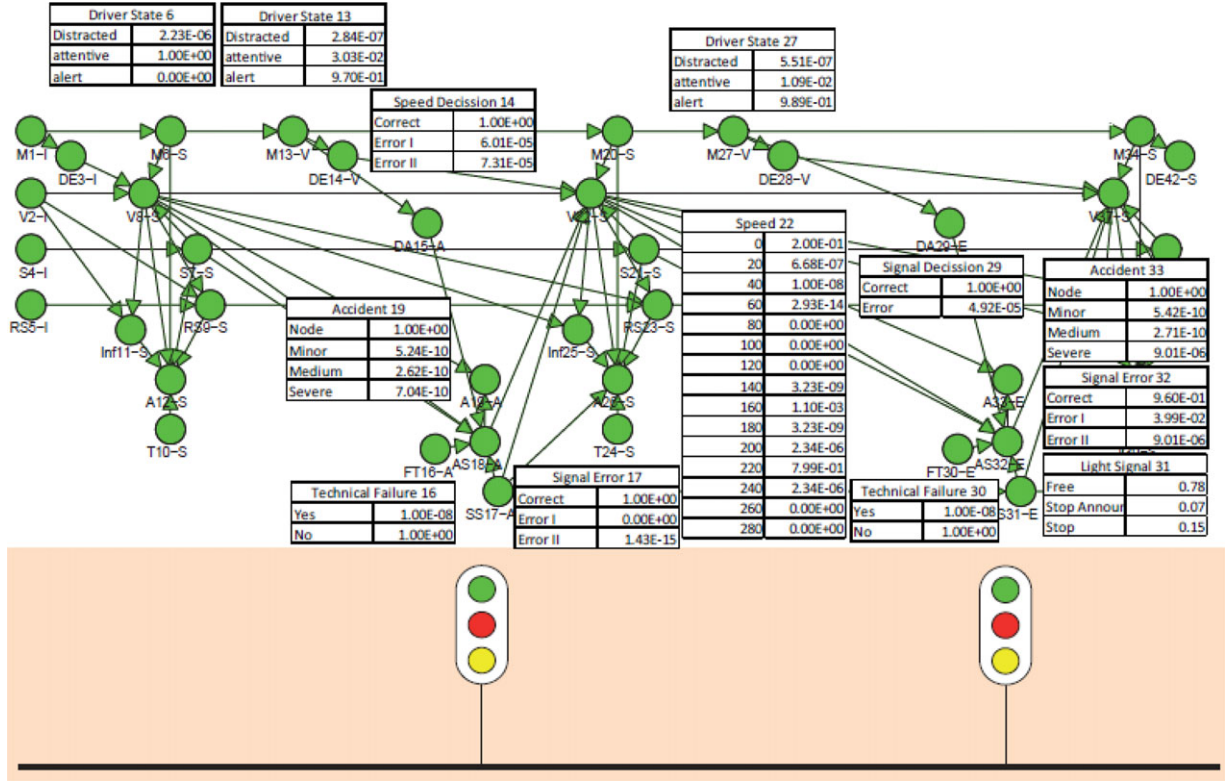 Driver State 6
Distracted 2.23E-06
attentive 1.00E+00
alert 0.00E+00
Driver State 13
Distracted 2.84E-07
attentive 3.03E-02
alert 9.70E-01
Driver State 27
Distracted 5.51E-07
attentive 1.09E-02
alert 9.89E-01
Speed Decission 14
Correct 1.00E+00
Error I 6.01E-05
Error II 7.31E-05
M1-I
M6-S
M13-V
M20-S
M27-V
M34-S
DE3-I
DE14-V
DE28-V
DE42-S
V2-I
V8-S
V37-S
DA15-A
DA29-E
S4-I
S7-S
S21-S
RS5-I
RS9-S
RS23-S
Inf11-S
Inf25-S
Speed 22
0 2.00E-01
20 6.68E-07
40 1.00E-08
60 2.93E-14
80 0.00E+00
100 0.00E+00
120 0.00E+00
140 3.23E-09
160 1.10E-03
180 3.23E-09
200 2.34E-06
220 7.99E-01
240 2.34E-06
260 0.00E+00
280 0.00E+00
Signal Decission 29
Correct 1.00E+00
Error 4.92E-05
Accident 33
Node 1.00E+00
Minor 5.42E-10
Medium 2.71E-10
Severe 9.01E-06
Accident 19
Node 1.00E+00
Minor 5.24E-10
Medium 2.62E-10
Severe 7.04E-10
A12-S
A19-A
A26-S
A33-E
Signal Error 32
Correct 9.60E-01
Error I 3.99E-02
Error II 9.01E-06
T10-S
FT16-A
AS18-A
T24-S
FT30-E
AS32-E
Light Signal 31
Free 0.78
Stop Annour 0.07
Stop 0.15
Technical Failure 16
Yes 1.00E-08
No 1.00E+00
SS17-A
Signal Error 17
Correct 1.00E+00
Error I 0.00E+00
Error II 1.43E-15
Technical Failure 30
Yes 1.00E-08
No 1.00E+00
S31-E